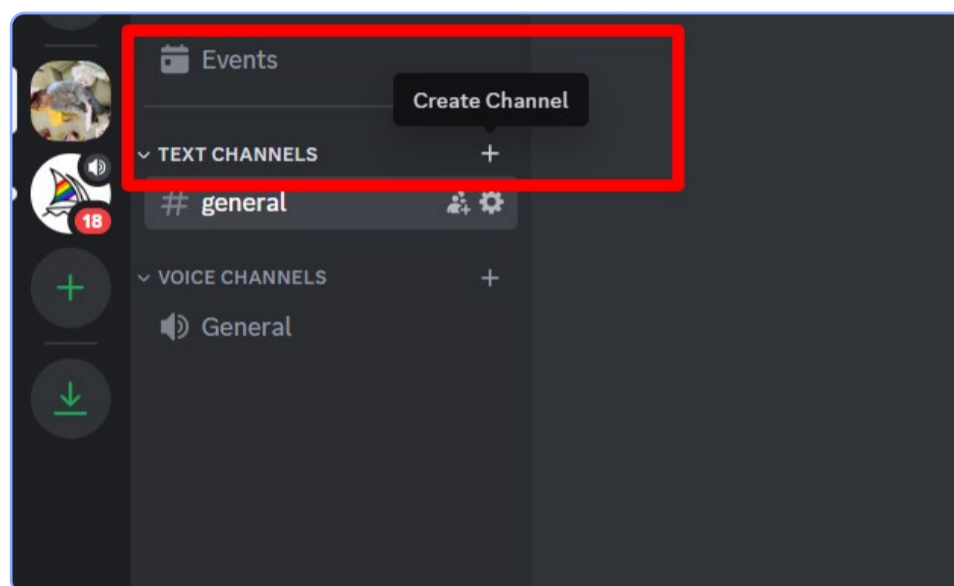 Events
Create Channel
TEXT CHANNELS +
# general
18
VOICE CHANNELS +
General